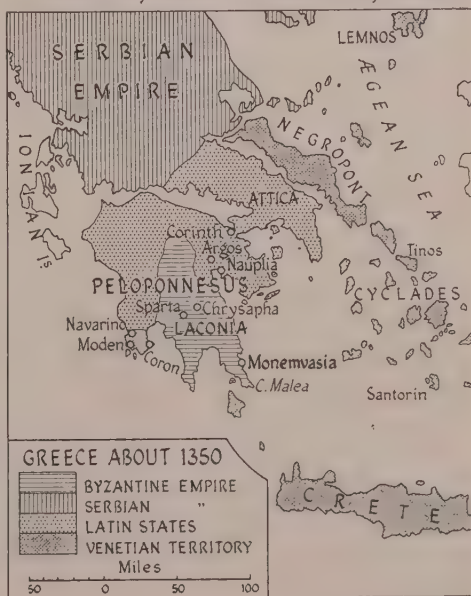 SERBIAN
EMPIRE
LEMNOS
ÆGEAN SEA
IONIAN Is.
NEGROPONT
ATTICA
Corinth
Argos
Nauplia
Tinos
PELOPONNESUS
CYCLADES
Sparta
Chrysapha
Navarino
LACONIA
Moden
Coron
Monemvasia
C. Malea
Santorin
GREECE ABOUT 1350
BYZANTINE EMPIRE
SERBIAN "
LATIN STATES
VENETIAN TERRITORY
Miles
50 0 50 100
CRETE